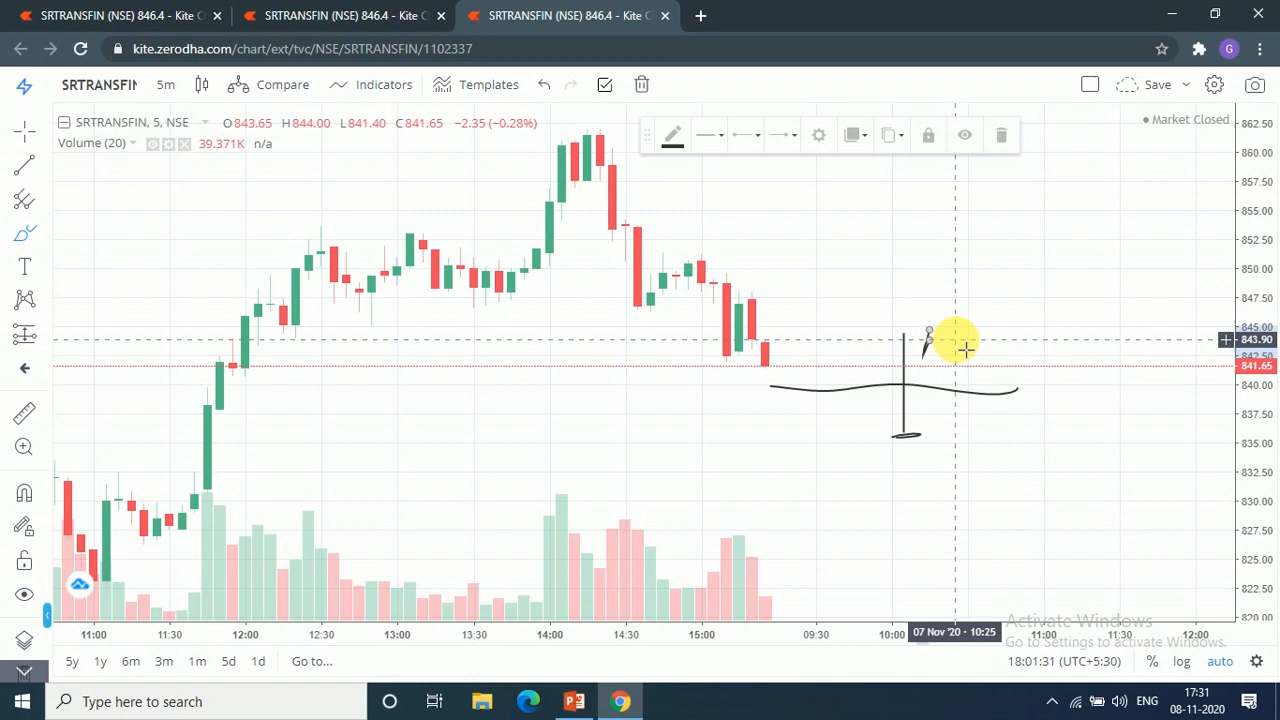 SRTRANSFIN (NSE) 846.4 - Kite C
SRTRANSFIN (NSE) 846.4 - Kite C
SRTRANSFIN (NSE) 846.4 - Kite C
kite.zerodha.com/chart/ext/tvc/NSE/SRTRANSFIN/1102337
G
SRTRANSFIN 5m Compare Indicators Templates Save
SRTRANSFIN, 5, NSE O843.65 H844.00 L841.40 C841.65 −2.35 (−0.28%)
Market Closed
Volume (20) 39.371K n/a
862.50
860.00
857.50
855.00
852.50
850.00
847.50
845.00
843.90
842.50
841.65
840.00
837.50
835.00
832.50
830.00
827.50
825.00
822.50
820.00
11:00 11:30 12:00 12:30 13:00 13:30 14:00 14:30 15:00 09:30 10:00 07 Nov '20 - 10:25 11:00 11:30 12:00
Activate Windows
Go to Settings to activate Windows.
5y 1y 6m 3m 1m 5d 1d Go to... 18:01:31 (UTC+5:30) % log auto
Type here to search
ENG
17:31
08-11-2020